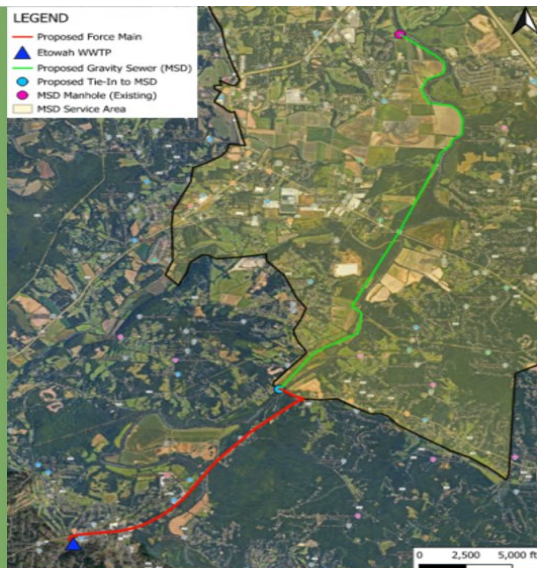 LEGEND
Proposed Force Main
Etowah WWTP
Proposed Gravity Sewer (MSD)
Proposed Tie-In to MSD
MSD Manhole (Existing)
MSD Service Area
0 2,500 5,000 ft